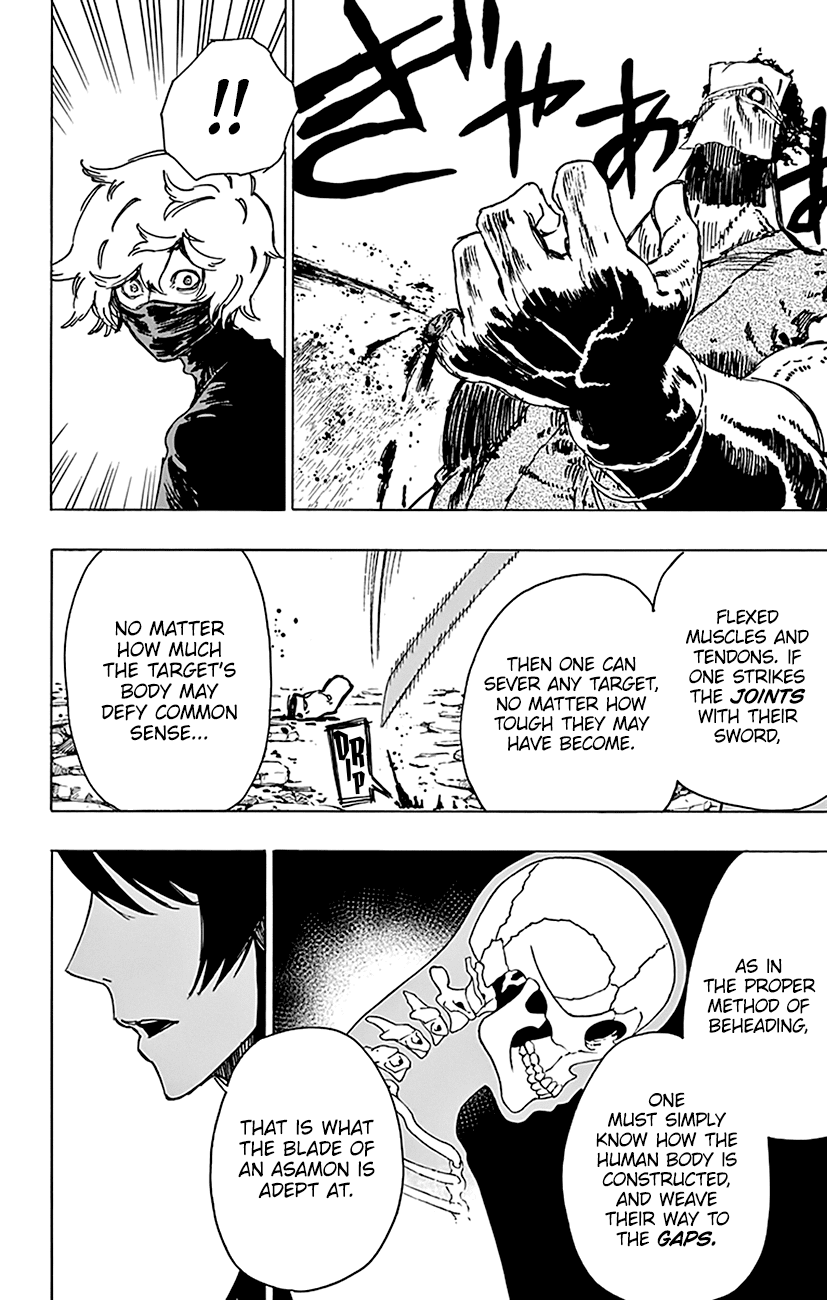 ぎゃああ
!!
FLEXED
MUSCLES AND
TENDONS. IF
ONE STRIKES
THE JOINTS
WITH THEIR
SWORD,
THEN ONE CAN
SEVER ANY TARGET,
NO MATTER HOW
TOUGH THEY MAY
HAVE BECOME.
DRIP
NO MATTER
HOW MUCH
THE TARGET'S
BODY MAY
DEFY COMMON
SENSE...
AS IN
THE PROPER
METHOD OF
BEHEADING,
ONE
MUST SIMPLY
KNOW HOW THE
HUMAN BODY IS
CONSTRUCTED,
AND WEAVE
THEIR WAY TO
THE GAPS.
THAT IS WHAT
THE BLADE OF
AN ASAMON IS
ADEPT AT.